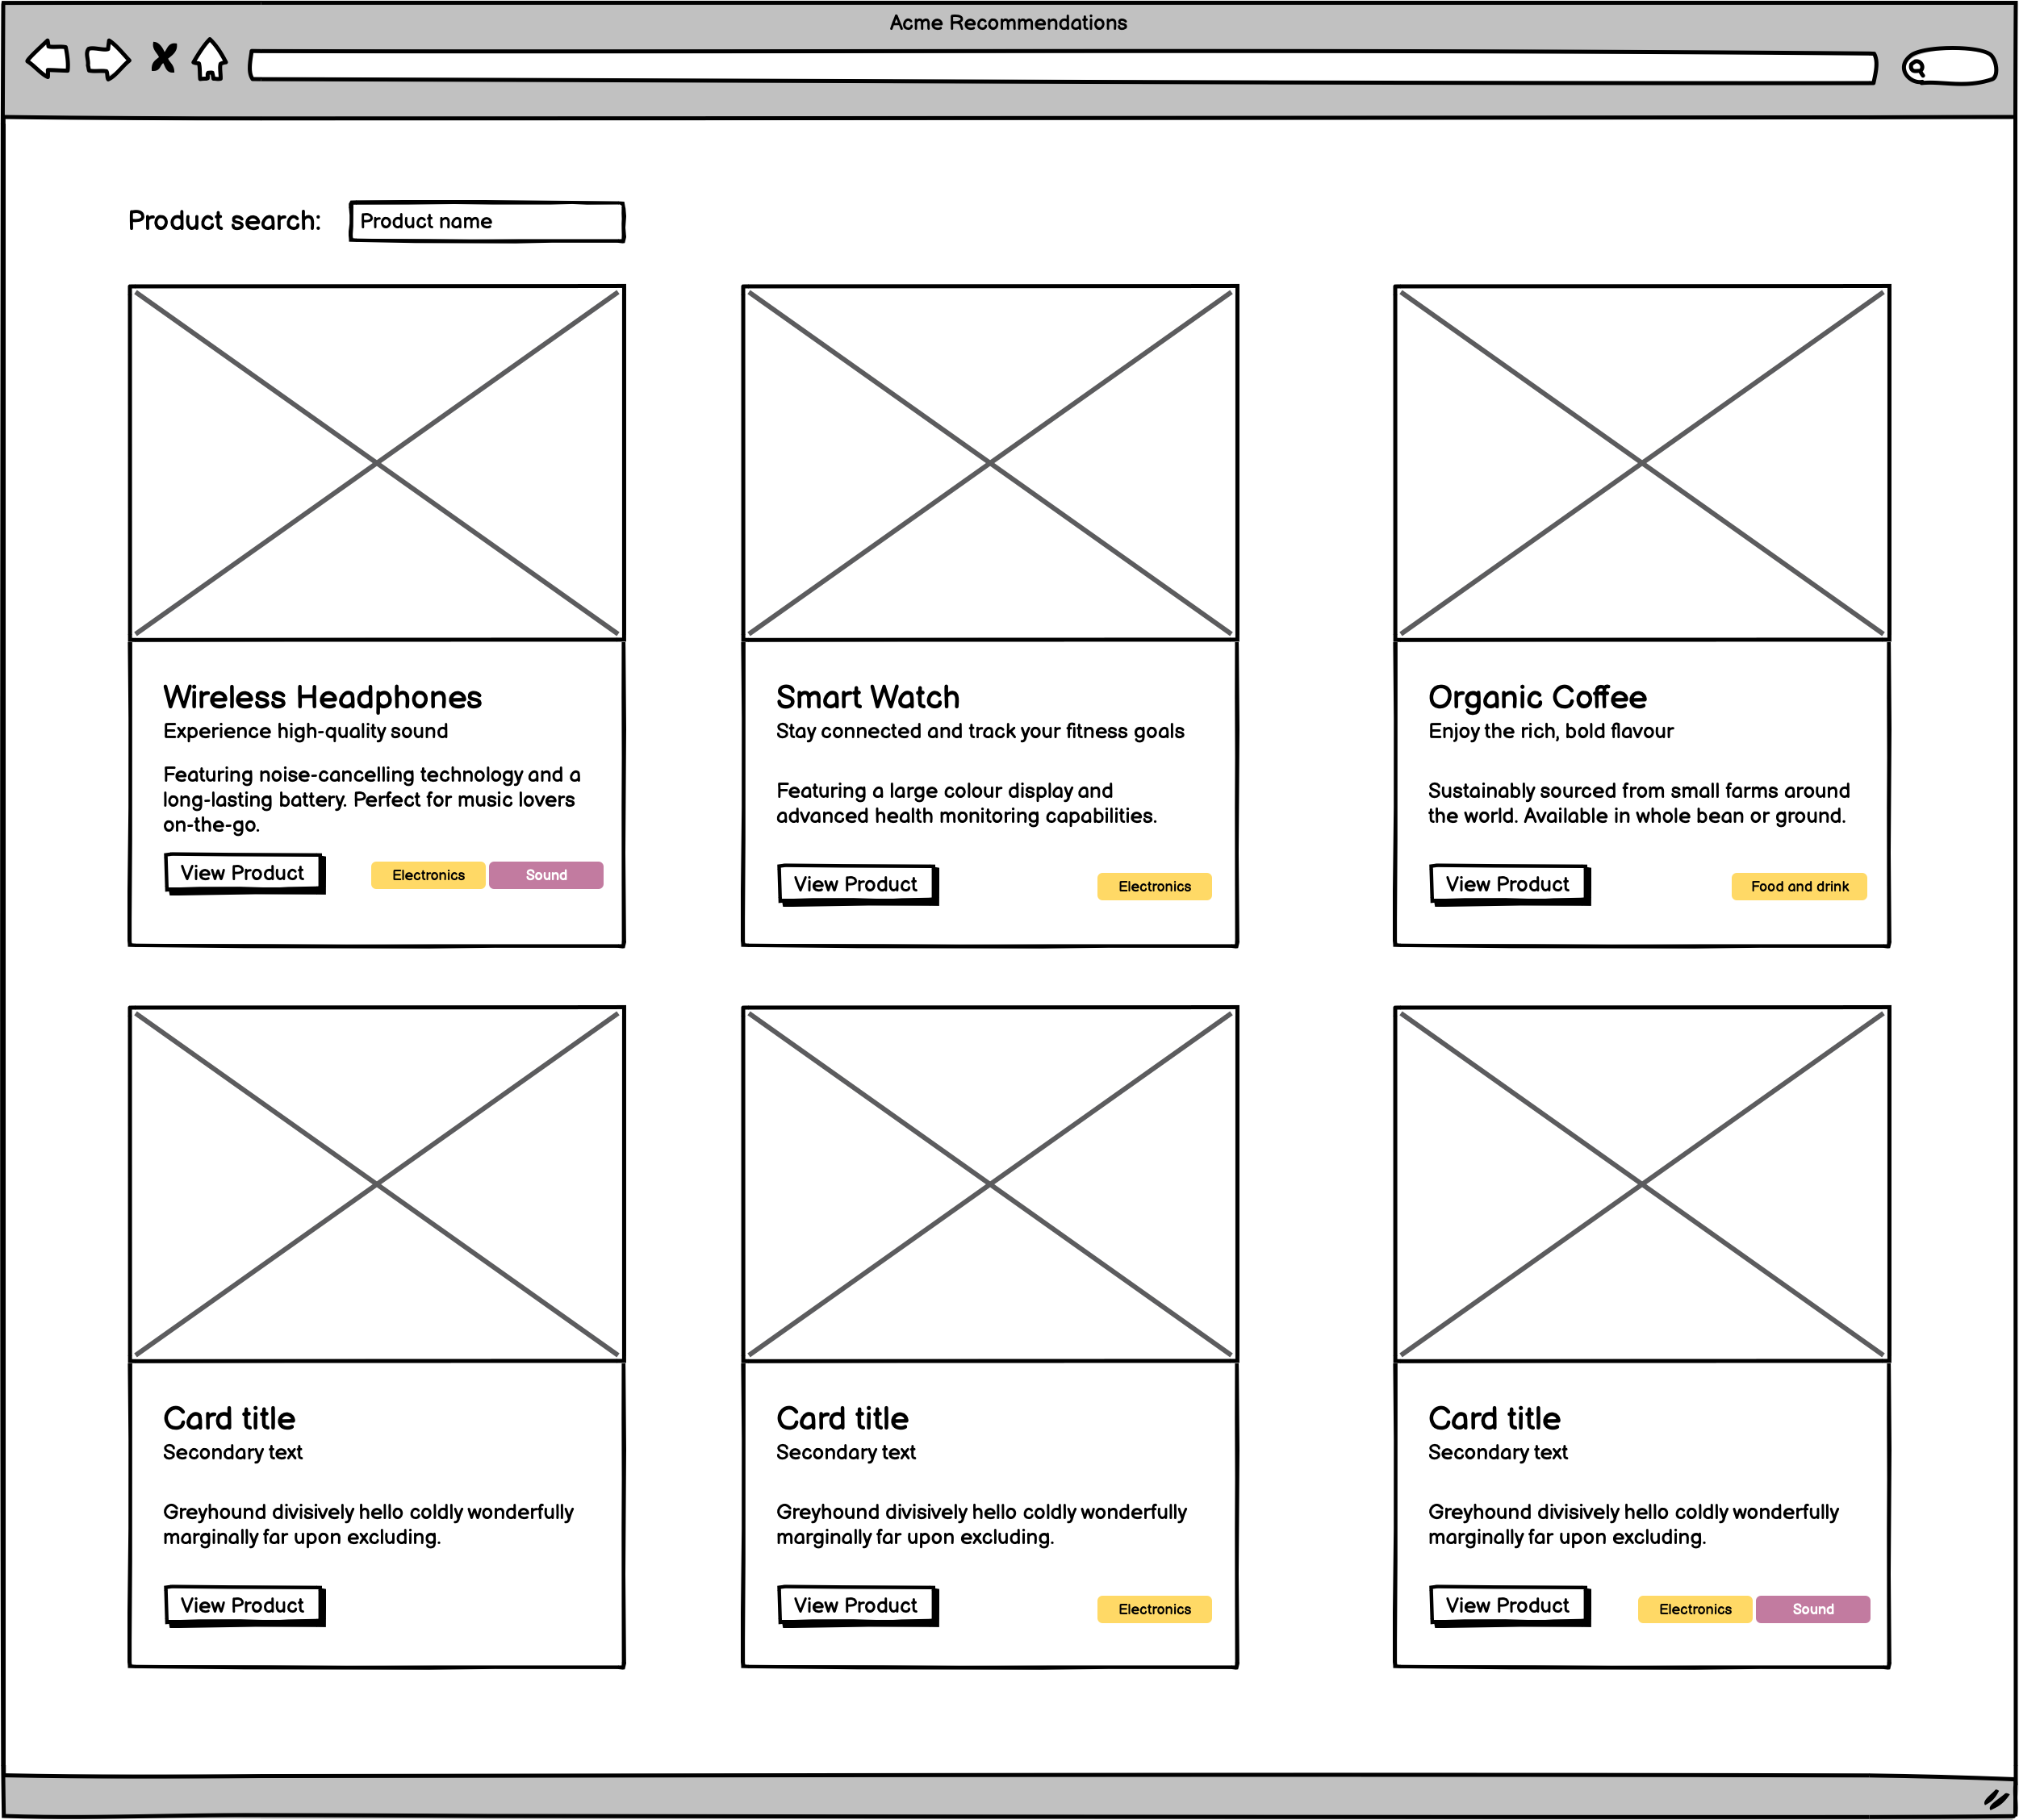 Acme Recommendations
Product search:
Product name
Wireless Headphones
Experience high-quality sound
Featuring noise-cancelling technology and a
long-lasting battery. Perfect for music lovers
on-the-go.
View Product
Electronics
Sound
Smart Watch
Stay connected and track your fitness goals
Featuring a large colour display and
advanced health monitoring capabilities.
View Product
Electronics
Organic Coffee
Enjoy the rich, bold flavour
Sustainably sourced from small farms around
the world. Available in whole bean or ground.
View Product
Food and drink
Card title
Secondary text
Greyhound divisively hello coldly wonderfully
marginally far upon excluding.
View Product
Card title
Secondary text
Greyhound divisively hello coldly wonderfully
marginally far upon excluding.
View Product
Electronics
Card title
Secondary text
Greyhound divisively hello coldly wonderfully
marginally far upon excluding.
View Product
Electronics
Sound